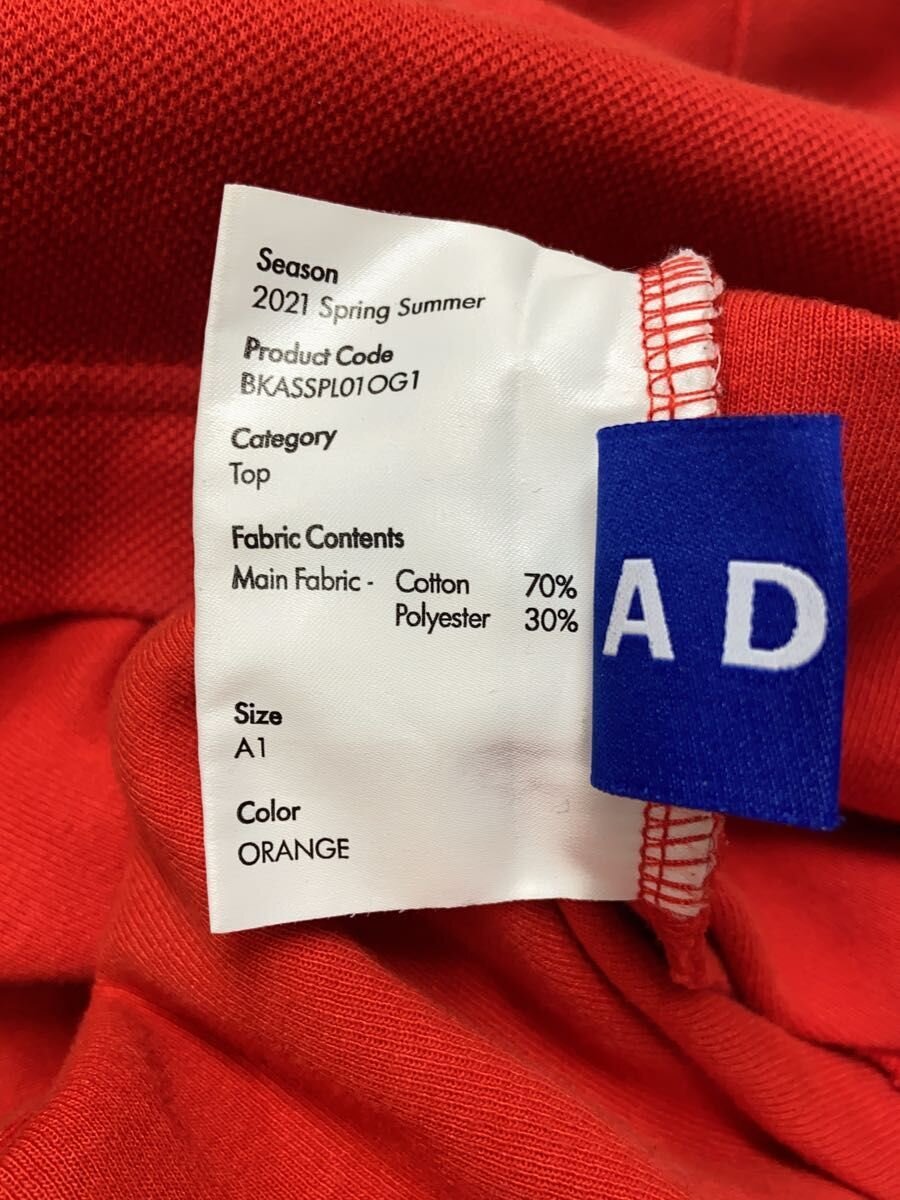 Season
2021 Spring Summer
Product Code
BKASSPL01OG1
Category
Top
Fabric Contents
Main Fabric - Cotton 70%
Polyester 30%
Size
A1
Color
ORANGE
A D